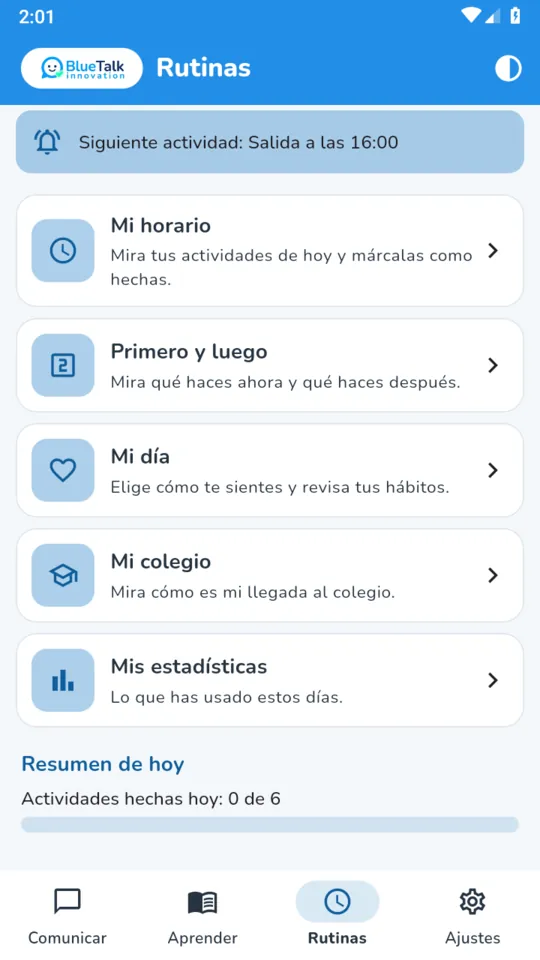 2:01
BlueTalk
innovation
Rutinas
Siguiente actividad: Salida a las 16:00
Mi horario
Mira tus actividades de hoy y márcalas como
hechas.
2
Primero y luego
Mira qué haces ahora y qué haces después.
Mi día
Elige cómo te sientes y revisa tus hábitos.
Mi colegio
Mira cómo es mi llegada al colegio.
Mis estadísticas
Lo que has usado estos días.
Resumen de hoy
Actividades hechas hoy: 0 de 6
Comunicar
Aprender
Rutinas
Ajustes